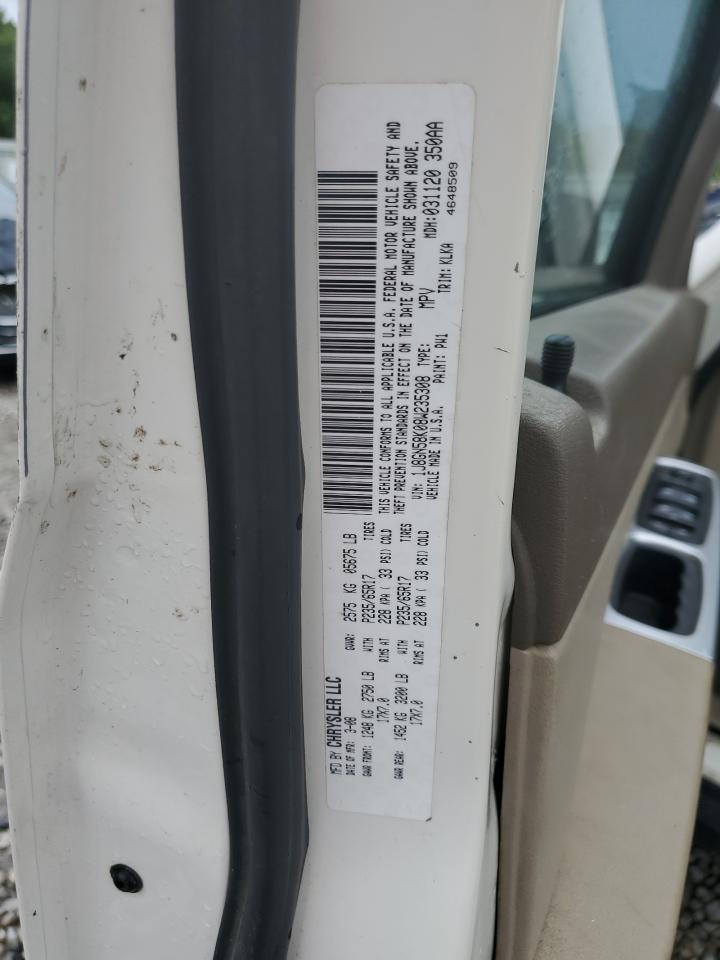 MFD BY CHRYSLER LLC
DATE OF MFR: 3-08 GVWR: 2575 KG 05675 LB
GAWR FRONT: 1248 KG 2750 LB WITH P235/65R17 TIRES
17X7.0 RIMS AT 228 KPA ( 33 PSI) COLD
GAWR REAR: 1452 KG 3200 LB WITH P235/65R17 TIRES
17X7.0 RIMS AT 228 KPA ( 33 PSI) COLD
THIS VEHICLE CONFORMS TO ALL APPLICABLE U.S.A. FEDERAL MOTOR VEHICLE SAFETY AND
THEFT PREVENTION STANDARDS IN EFFECT ON THE DATE OF MANUFACTURE SHOWN ABOVE.
VIN: 1J8GN58K08W235308 TYPE: MPV MDH: 031120 350AA
VEHICLE MADE IN U.S.A. PAINT: PW1 TRIM: KLKA 4648509